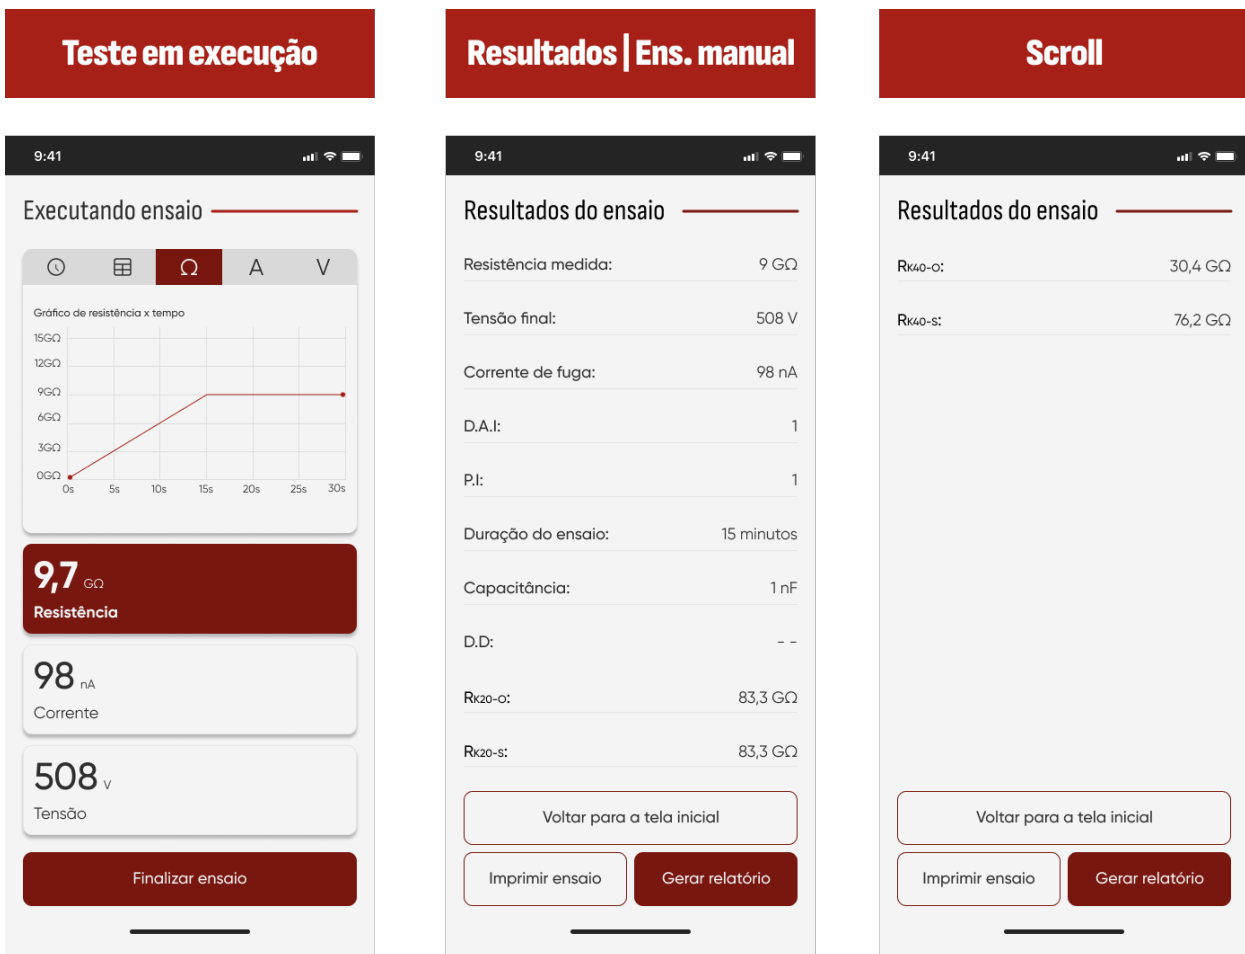 Teste em execução
9:41
Executando ensaio
Ω A V
Gráfico de resistência x tempo
15GΩ
12GΩ
9GΩ
6GΩ
3GΩ
0GΩ
0s 5s 10s 15s 20s 25s 30s
9,7 GΩ
Resistência
98 nA
Corrente
508 V
Tensão
Finalizar ensaio
Resultados | Ens. manual
9:41
Resultados do ensaio
Resistência medida: 9 GΩ
Tensão final: 508 V
Corrente de fuga: 98 nA
D.A.I: 1
P.I: 1
Duração do ensaio: 15 minutos
Capacitância: 1 nF
D.D: - -
RK20-O: 83,3 GΩ
RK20-S: 83,3 GΩ
Voltar para a tela inicial
Imprimir ensaio Gerar relatório
Scroll
9:41
Resultados do ensaio
RK40-O: 30,4 GΩ
RK40-S: 76,2 GΩ
Voltar para a tela inicial
Imprimir ensaio Gerar relatório